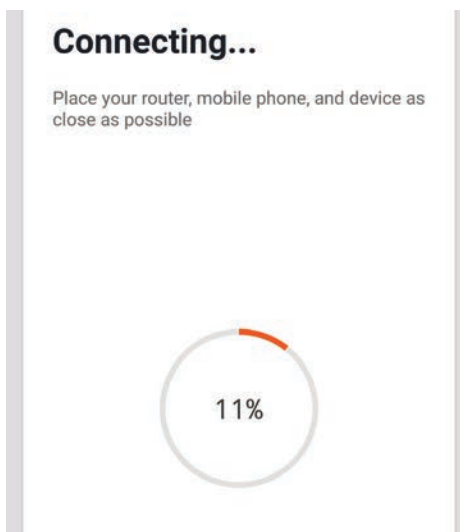 Connecting...
Place your router, mobile phone, and device as
close as possible
11%